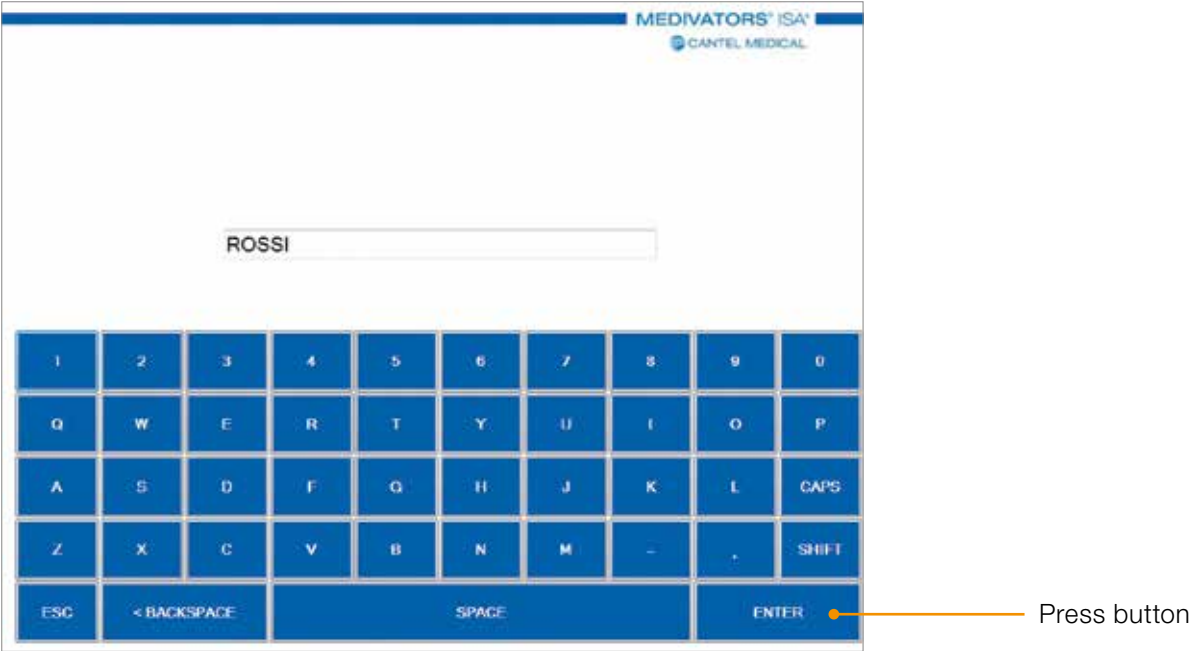 MEDIVATORS® ISA®
CANTEL MEDICAL
ROSSI
1 2 3 4 5 6 7 8 9 0
Q W E R T Y U I O P
A S D F G H J K L CAPS
Z X C V B N M - . SHIFT
ESC < BACKSPACE SPACE ENTER
Press button